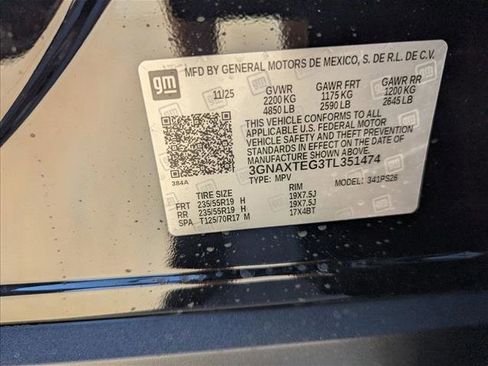 gm
MFD BY GENERAL MOTORS DE MEXICO, S. DE R.L. DE C.V.
11/25 GVWR GAWR FRT GAWR RR
2200 KG 1175 KG 1200 KG
4850 LB 2590 LB 2645 LB
THIS VEHICLE CONFORMS TO ALL
APPLICABLE U.S. FEDERAL MOTOR
VEHICLE SAFETY AND THEFT
PREVENTION STANDARDS IN EFFECT ON
THE DATE OF MANUFACTURE SHOWN ABOVE.
3GNAXTEG3TL351474
384A TYPE: MPV MODEL: 341PS26
TIRE SIZE RIM
FRT 235/55R19 H 19X7.5J
RR 235/55R19 H 19X7.5J
SPA T125/70R17 M 17X4BT